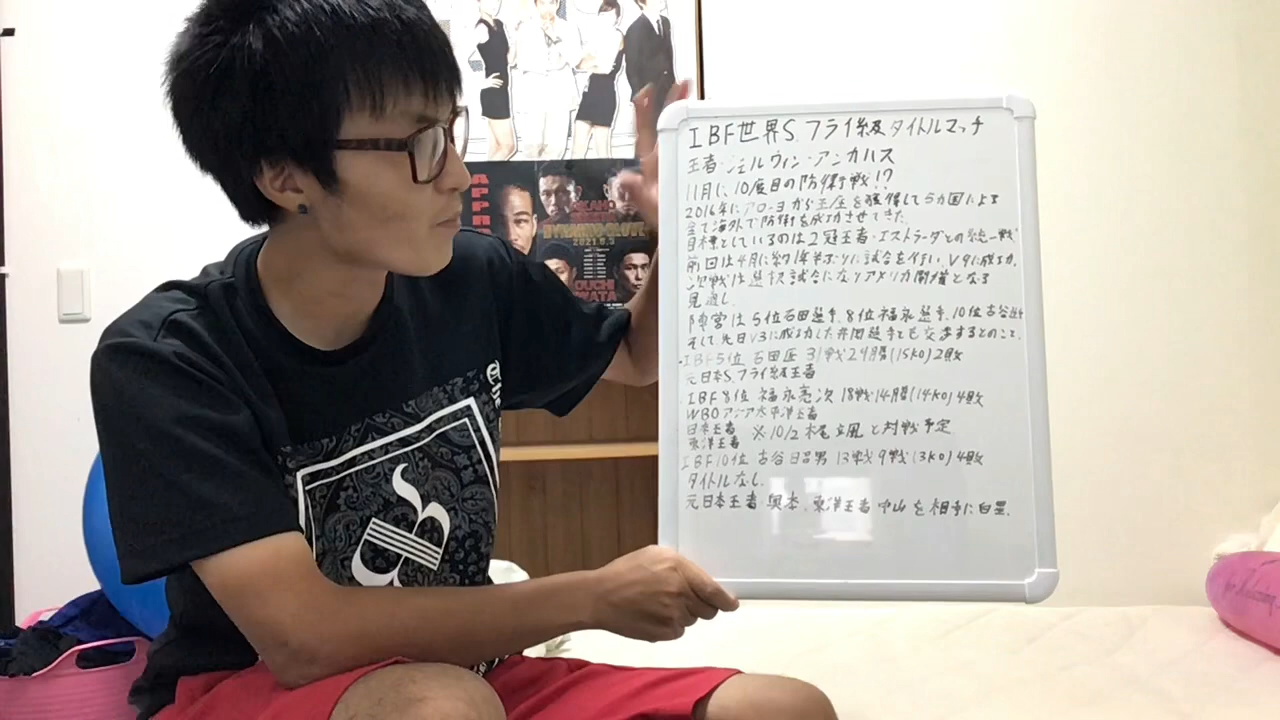 IBF世界S.フライ級タイトルマッチ
王者・ジェルウィン・アンカハス
11月に10度目の防衛戦!?
2016年にアローヨから王座を獲得して5カ国による
全て海外で防衛を成功させてきた。
目標としているのは2冠王者・エストラーダとの統一戦
前回は4月に約1年半ぶりに試合を行い、V9に成功。
次戦は選択試合になりアメリカ開催となる
見通し.
陣営は5位石田選手、8位福永選手、10位古谷選手
そして先日V3に成功した井岡選手とも交渉するとのこと.
・IBF5位 石田匠 31戦29勝(15KO)2敗
元日本S.フライ級王者
IBF8位 福永亮次 18戦14勝(14KO)4敗
WBOアジア太平洋王者
日本王者
東洋王者 ※10/2 梶颯と対戦予定
IBF10位 古谷昭男 13戦9戦(3KO)4敗
タイトルなし.
元日本王者・奥本、東洋王者 中山を相手に白星.
DYNAMIC GLOVE
2021.6.3
OUCHI
WATA